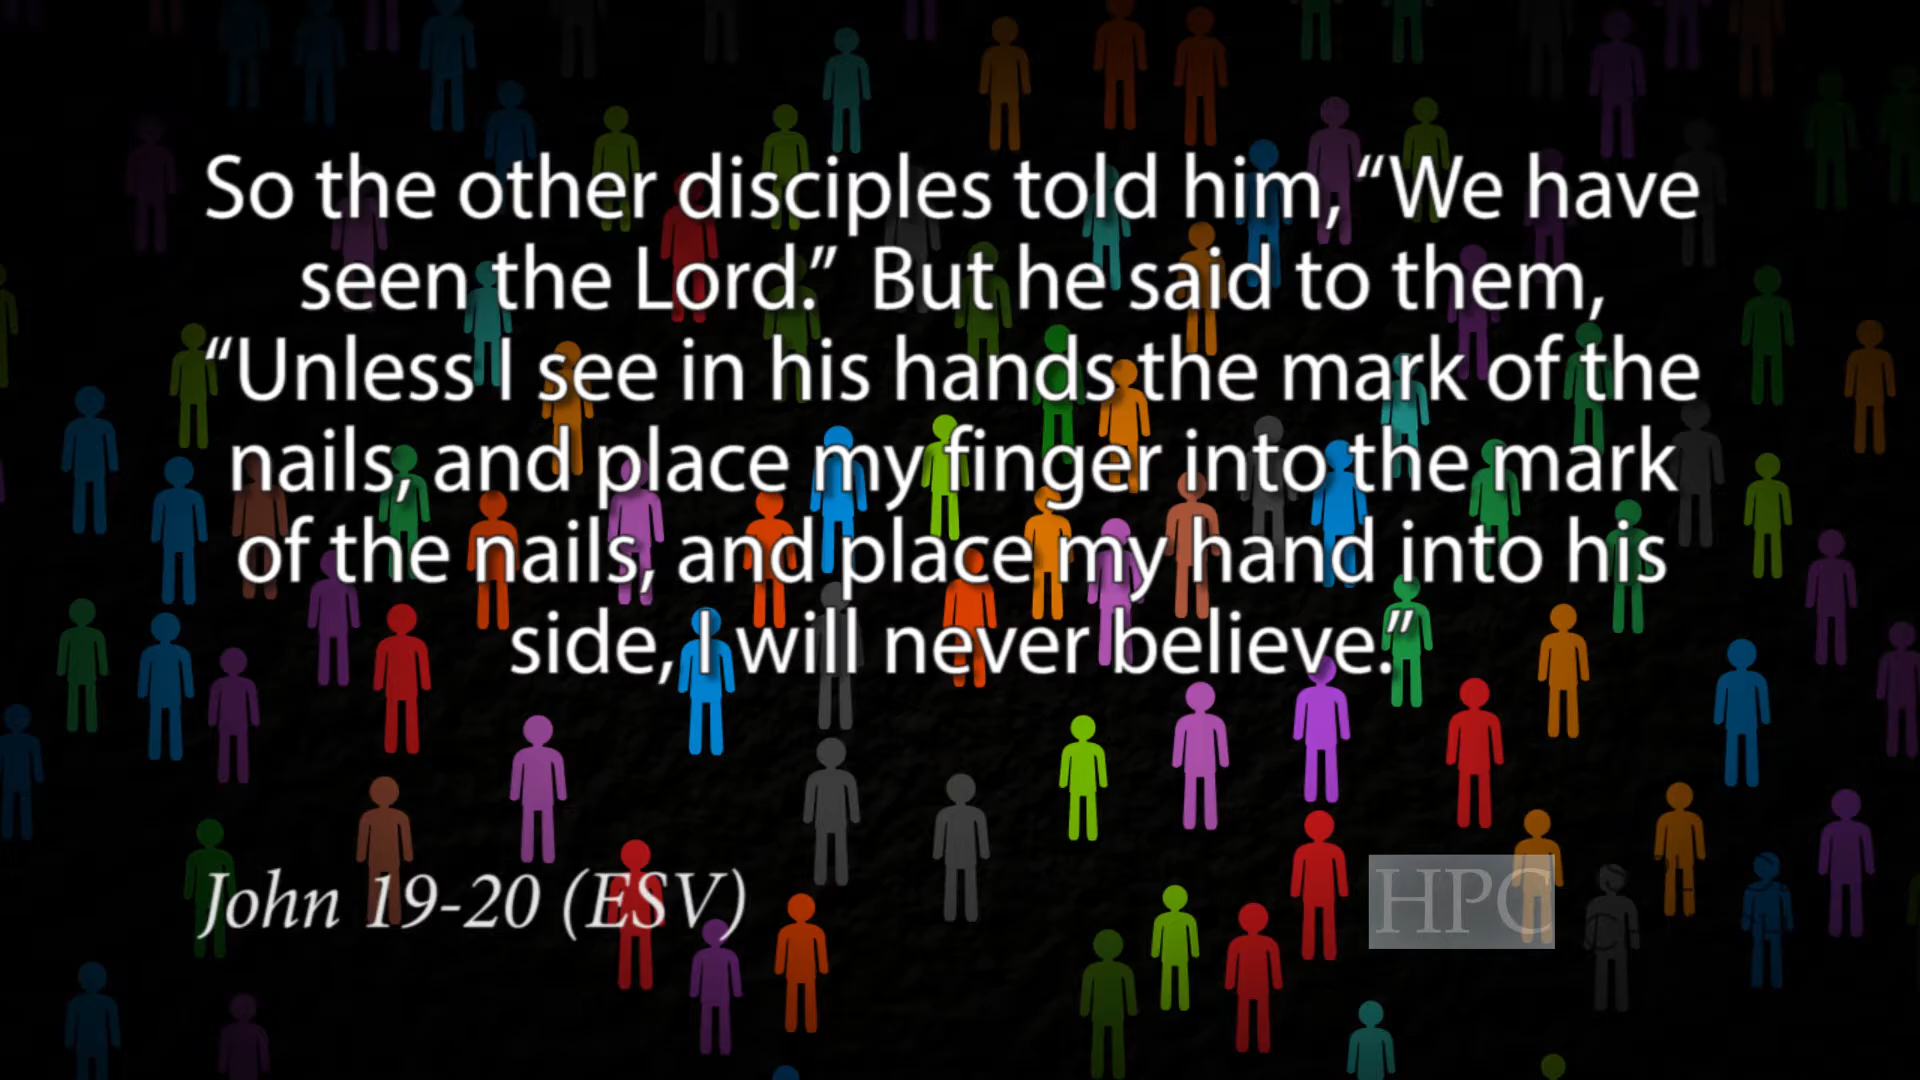 So the other disciples told him, “We have
seen the Lord.”  But he said to them,
“Unless I see in his hands the mark of the
nails, and place my finger into the mark
of the nails, and place my hand into his
side, I will never believe.”
John 19-20 (ESV)
HPC